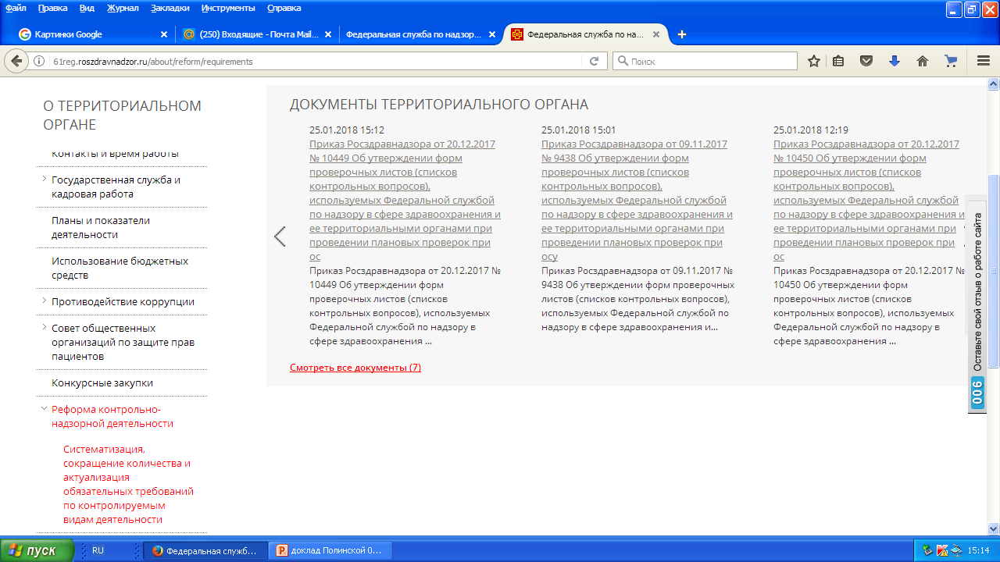 Файл Правка Вид Журнал Закладки Инструменты Справка
Картинки Google
(250) Входящие - Почта Mail...
Федеральная служба по надзор...
Федеральная служба по на...
61reg.roszdravnadzor.ru/about/reform/requirements
Поиск
О ТЕРРИТОРИАЛЬНОМ
ОРГАНЕ
Контакты и время работы
Государственная служба и
кадровая работа
Планы и показатели
деятельности
Использование бюджетных
средств
Противодействие коррупции
Совет общественных
организаций по защите прав
пациентов
Конкурсные закупки
Реформа контрольно-
надзорной деятельности
Систематизация,
сокращение количества и
актуализация
обязательных требований
по контролируемым
видам деятельности
ДОКУМЕНТЫ ТЕРРИТОРИАЛЬНОГО ОРГАНА
25.01.2018 15:12
Приказ Росздравнадзора от 20.12.2017
№ 10449 Об утверждении форм
проверочных листов (списков
контрольных вопросов),
используемых Федеральной службой
по надзору в сфере здравоохранения и
ее территориальными органами при
проведении плановых проверок при
ос
Приказ Росздравнадзора от 20.12.2017 №
10449 Об утверждении форм
проверочных листов (списков
контрольных вопросов), используемых
Федеральной службой по надзору в
сфере здравоохранения ...
25.01.2018 15:01
Приказ Росздравнадзора от 09.11.2017
№ 9438 Об утверждении форм
проверочных листов (списков
контрольных вопросов),
используемых Федеральной службой
по надзору в сфере здравоохранения и
ее территориальными органами при
проведении плановых проверок при
осу
Приказ Росздравнадзора от 09.11.2017 №
9438 Об утверждении форм проверочных
листов (списков контрольных вопросов),
используемых Федеральной службой по
надзору в сфере здравоохранения и...
25.01.2018 12:19
Приказ Росздравнадзора от 20.12.2017
№ 10450 Об утверждении форм
проверочных листов (списков
контрольных вопросов),
используемых Федеральной службой
по надзору в сфере здравоохранения и
ее территориальными органами при
проведении плановых проверок при
ос
Приказ Росздравнадзора от 20.12.2017 №
10450 Об утверждении форм
проверочных листов (списков
контрольных вопросов), используемых
Федеральной службой по надзору в
сфере здравоохранения ...
Смотреть все документы (7)
Оставьте свой отзыв о работе сайта
900
пуск
RU
Федеральная служб...
доклад Полинской 0...
15:14